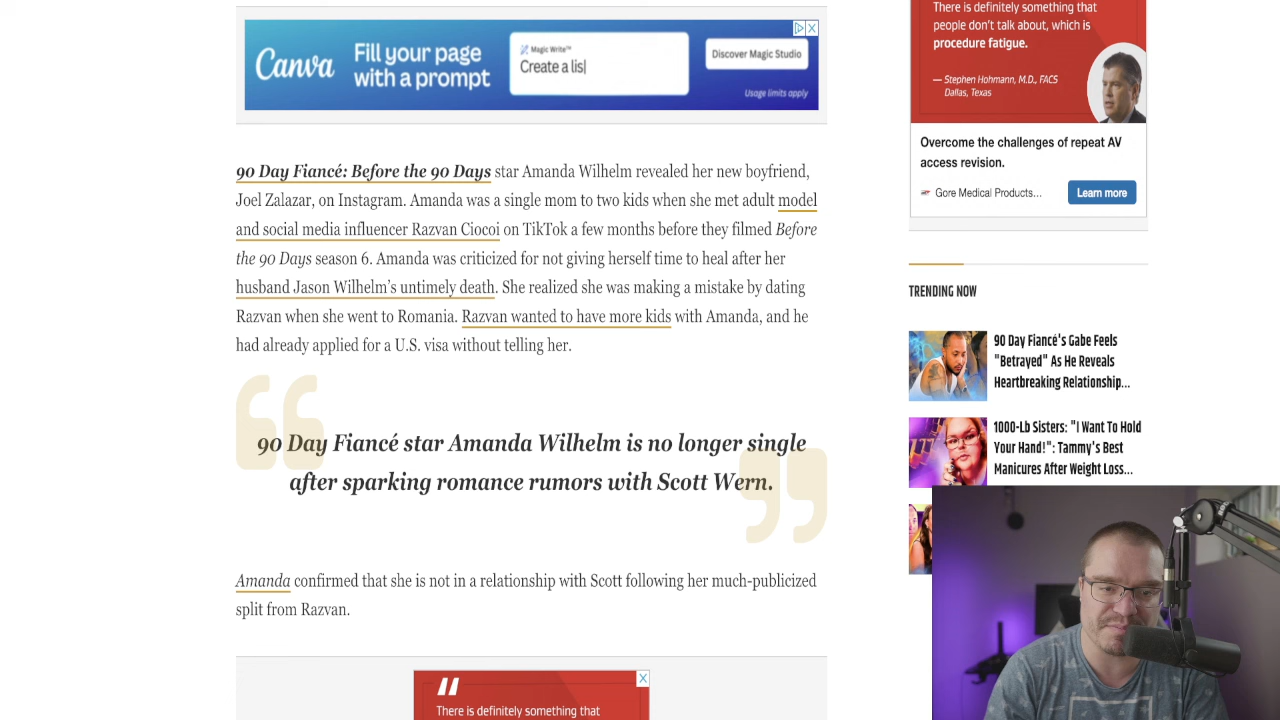 Canva
Fill your page
with a prompt
Magic Write™
Create a lis
Discover Magic Studio
Usage limits apply
90 Day Fiancé: Before the 90 Days star Amanda Wilhelm revealed her new boyfriend,
Joel Zalazar, on Instagram. Amanda was a single mom to two kids when she met adult model
and social media influencer Razvan Ciocoi on TikTok a few months before they filmed Before
the 90 Days season 6. Amanda was criticized for not giving herself time to heal after her
husband Jason Wilhelm's untimely death. She realized she was making a mistake by dating
Razvan when she went to Romania. Razvan wanted to have more kids with Amanda, and he
had already applied for a U.S. visa without telling her.
90 Day Fiancé star Amanda Wilhelm is no longer single
after sparking romance rumors with Scott Wern.
Amanda confirmed that she is not in a relationship with Scott following her much-publicized
split from Razvan.
There is definitely something that
There is definitely something that
people don't talk about, which is
procedure fatigue.
— Stephen Hohmann, M.D., FACS
Dallas, Texas
Overcome the challenges of repeat AV
access revision.
Gore Medical Products...
Learn more
TRENDING NOW
90 Day Fiancé's Gabe Feels
"Betrayed" As He Reveals
Heartbreaking Relationship...
1000-Lb Sisters: "I Want To Hold
Your Hand!": Tammy's Best
Manicures After Weight Loss...